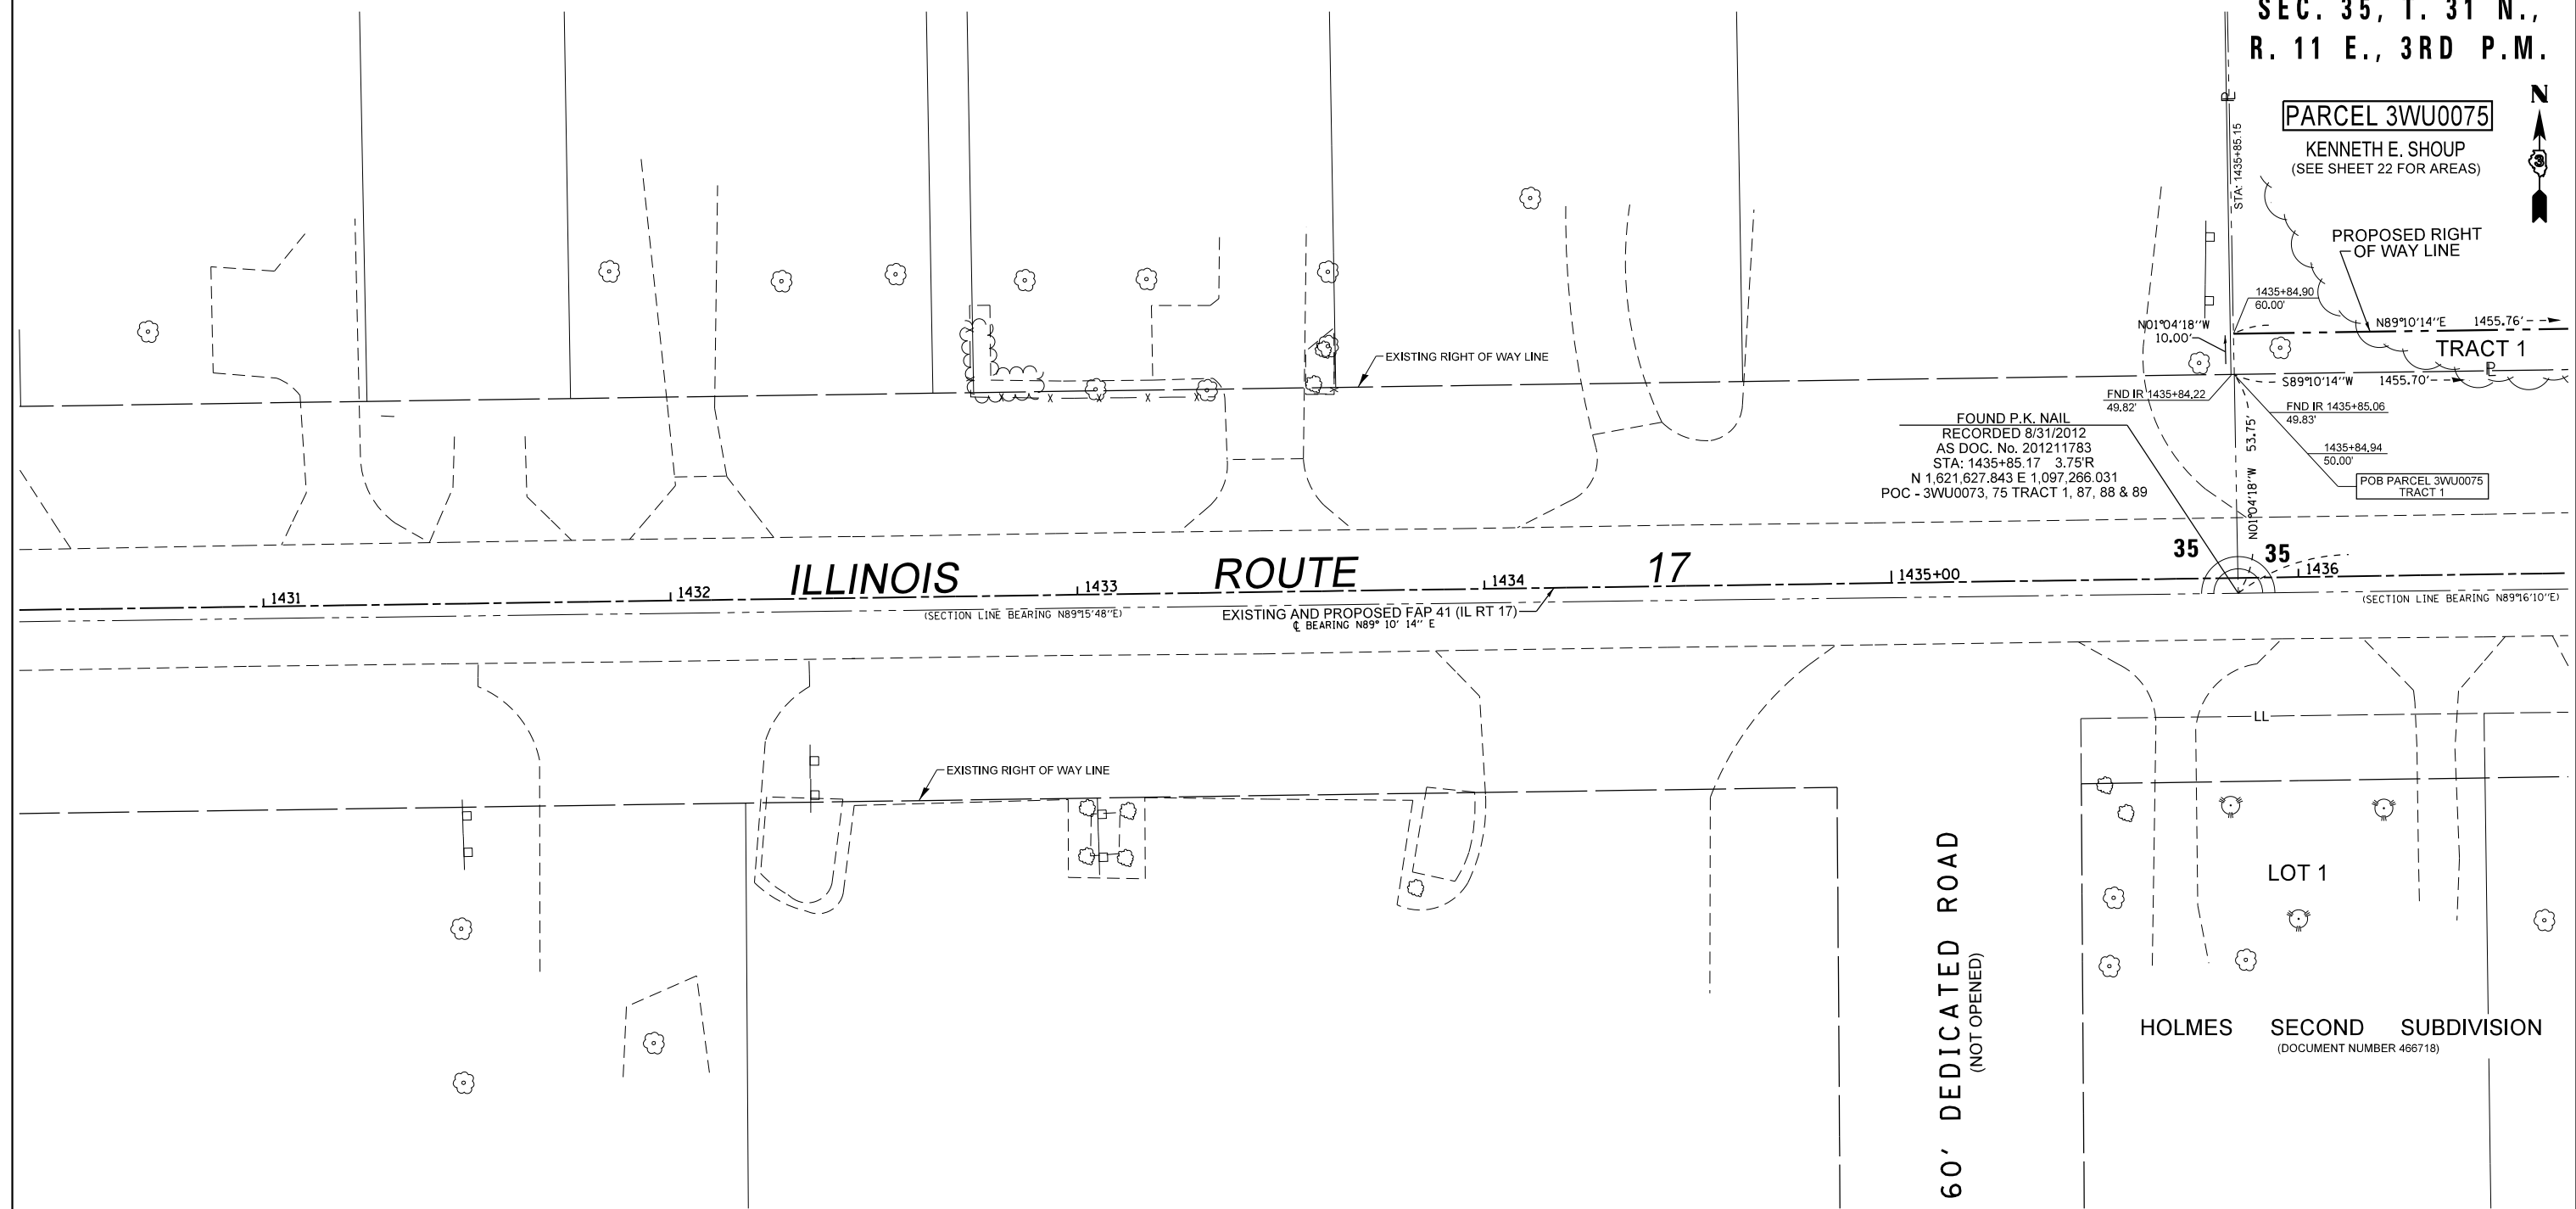 SEC. 35, T. 31 N.,
R. 11 E., 3RD P.M.
N
3
PARCEL 3WU0075
KENNETH E. SHOUP
(SEE SHEET 22 FOR AREAS)
STA: 1435+85.15
PROPOSED RIGHT
OF WAY LINE
1435+84.90
60.00'
N01°04'18"W
10.00'
N89°10'14"E 1455.76'
TRACT 1
S89°10'14"W 1455.70'
EXISTING RIGHT OF WAY LINE
FND IR 1435+84.22
49.82'
FND IR 1435+85.06
49.83'
1435+84.94
50.00'
POB PARCEL 3WU0075
TRACT 1
N01°04'18"W 53.75'
FOUND P.K. NAIL
RECORDED 8/31/2012
AS DOC. No. 201211783
STA: 1435+85.17 3.75'R
N 1,621,627.843 E 1,097,266.031
POC - 3WU0073, 75 TRACT 1, 87, 88 & 89
35 35
ILLINOIS ROUTE 17
1431 1432 1433 1434 1435+00 1436
(SECTION LINE BEARING N89°15'48"E)
EXISTING AND PROPOSED FAP 41 (IL RT 17)
℄ BEARING N89° 10' 14" E
(SECTION LINE BEARING N89°16'10"E)
LL
EXISTING RIGHT OF WAY LINE
60' DEDICATED ROAD
(NOT OPENED)
LOT 1
HOLMES SECOND SUBDIVISION
(DOCUMENT NUMBER 466718)